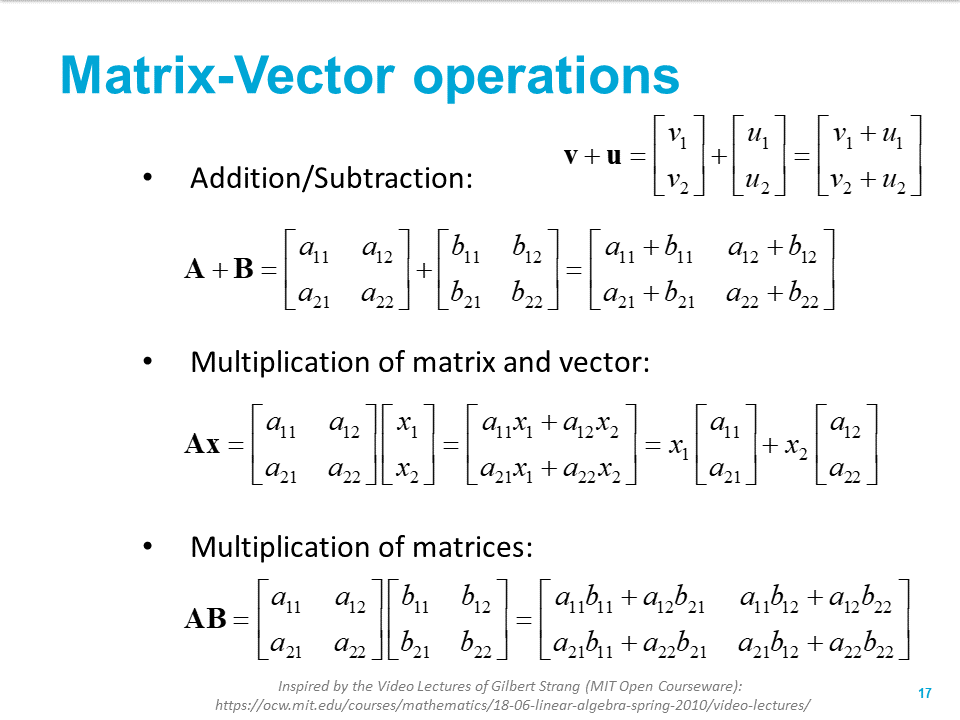 Matrix-Vector operations
• Addition/Subtraction:
$\mathbf{v}+\mathbf{u}=\begin{bmatrix} v_1 \\ v_2 \end{bmatrix}+\begin{bmatrix} u_1 \\ u_2 \end{bmatrix}=\begin{bmatrix} v_1+u_1 \\ v_2+u_2 \end{bmatrix}$
$\mathbf{A}+\mathbf{B}=\begin{bmatrix} a_{11} & a_{12} \\ a_{21} & a_{22} \end{bmatrix}+\begin{bmatrix} b_{11} & b_{12} \\ b_{21} & b_{22} \end{bmatrix}=\begin{bmatrix} a_{11}+b_{11} & a_{12}+b_{12} \\ a_{21}+b_{21} & a_{22}+b_{22} \end{bmatrix}$
• Multiplication of matrix and vector:
$\mathbf{Ax}=\begin{bmatrix} a_{11} & a_{12} \\ a_{21} & a_{22} \end{bmatrix}\begin{bmatrix} x_1 \\ x_2 \end{bmatrix}=\begin{bmatrix} a_{11}x_1+a_{12}x_2 \\ a_{21}x_1+a_{22}x_2 \end{bmatrix}=x_1\begin{bmatrix} a_{11} \\ a_{21} \end{bmatrix}+x_2\begin{bmatrix} a_{12} \\ a_{22} \end{bmatrix}$
• Multiplication of matrices:
$\mathbf{AB}=\begin{bmatrix} a_{11} & a_{12} \\ a_{21} & a_{22} \end{bmatrix}\begin{bmatrix} b_{11} & b_{12} \\ b_{21} & b_{22} \end{bmatrix}=\begin{bmatrix} a_{11}b_{11}+a_{12}b_{21} & a_{11}b_{12}+a_{12}b_{22} \\ a_{21}b_{11}+a_{22}b_{21} & a_{21}b_{12}+a_{22}b_{22} \end{bmatrix}$
Inspired by the Video Lectures of Gilbert Strang (MIT Open Courseware):
https://ocw.mit.edu/courses/mathematics/18-06-linear-algebra-spring-2010/video-lectures/
17